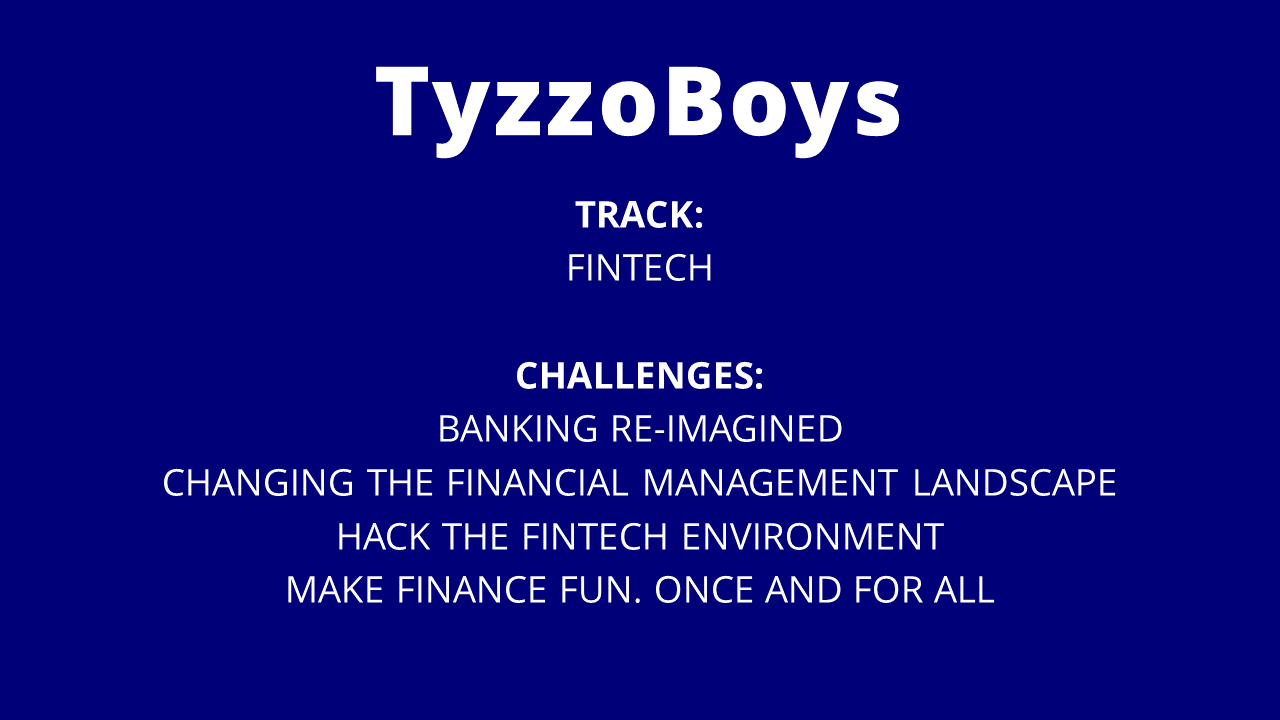 TyzzoBoys
TRACK:
FINTECH
CHALLENGES:
BANKING RE-IMAGINED
CHANGING THE FINANCIAL MANAGEMENT LANDSCAPE
HACK THE FINTECH ENVIRONMENT
MAKE FINANCE FUN. ONCE AND FOR ALL